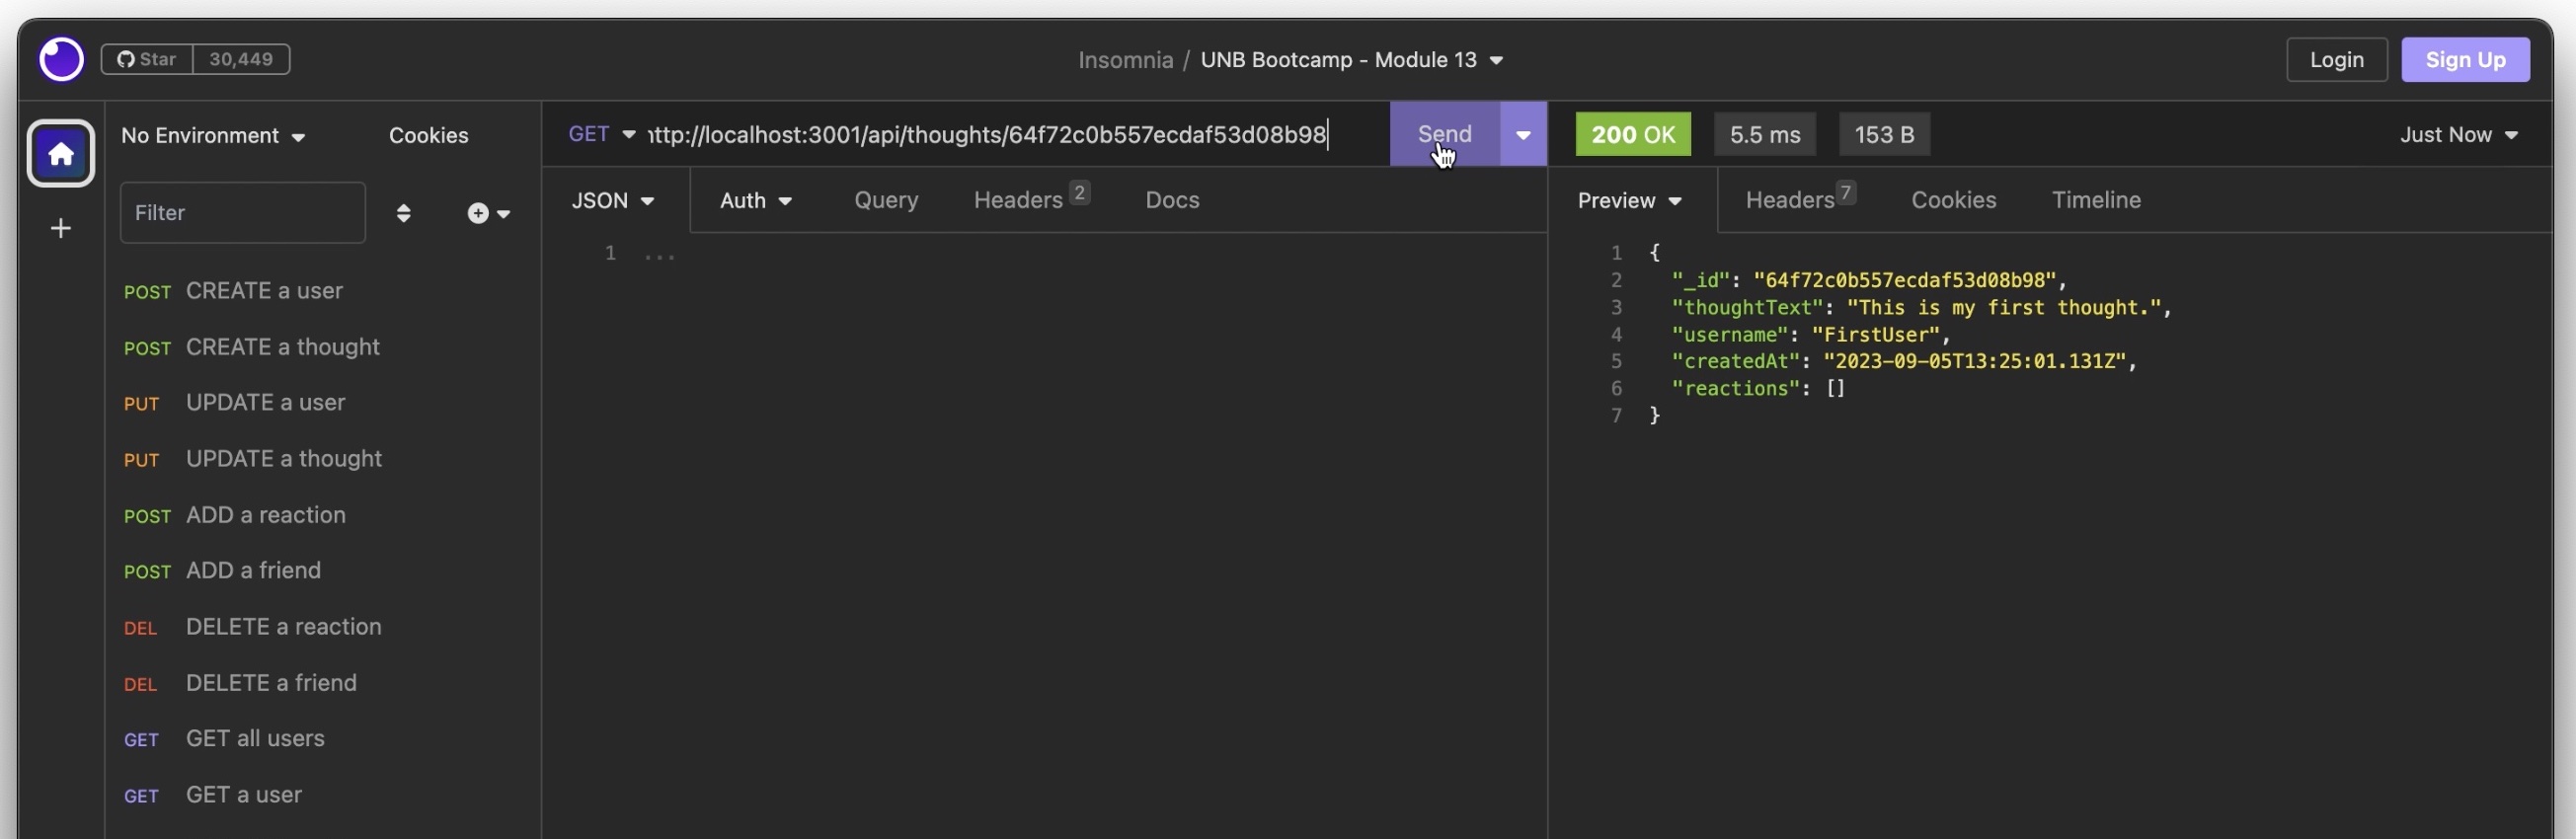 Star 30,449
Insomnia / UNB Bootcamp - Module 13
Login
Sign Up
No Environment
Cookies
Filter
POST CREATE a user
POST CREATE a thought
PUT UPDATE a user
PUT UPDATE a thought
POST ADD a reaction
POST ADD a friend
DEL DELETE a reaction
DEL DELETE a friend
GET GET all users
GET GET a user
GET ttp://localhost:3001/api/thoughts/64f72c0b557ecdaf53d08b98
Send
JSON Auth Query Headers 2 Docs
1 ...
200 OK 5.5 ms 153 B Just Now
Preview Headers 7 Cookies Timeline
1 {
2 "_id": "64f72c0b557ecdaf53d08b98",
3 "thoughtText": "This is my first thought.",
4 "username": "FirstUser",
5 "createdAt": "2023-09-05T13:25:01.131Z",
6 "reactions": []
7 }